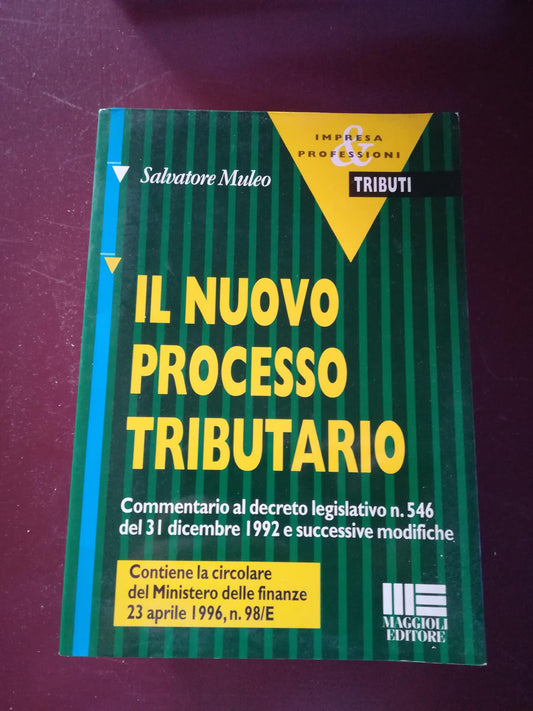 IMPRESA
&
PROFESSIONI
TRIBUTI
Salvatore Muleo
IL NUOVO
PROCESSO
TRIBUTARIO
Commentario al decreto legislativo n. 546
del 31 dicembre 1992 e successive modifiche
Contiene la circolare
del Ministero delle finanze
23 aprile 1996, n. 98/E
MAGGIOLI
EDITORE